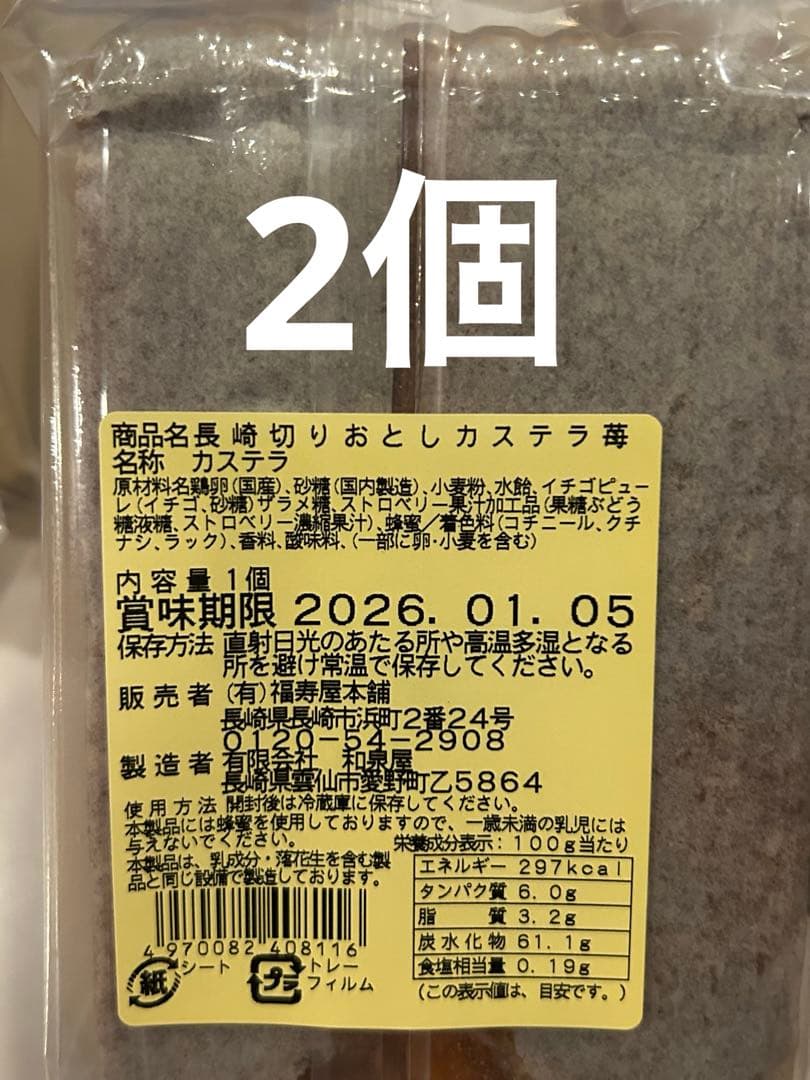 2個
商品名長崎切りおとしカステラ苺
名称 カステラ
原材料名鶏卵(国産)、砂糖(国内製造)、小麦粉、水飴、イチゴピュー
レ(イチゴ、砂糖)ザラメ糖、ストロベリー果汁加工品(果糖ぶどう
糖液糖、ストロベリー濃縮果汁)、蜂蜜/着色料(コチニール、クチ
ナシ、ラック)、香料、酸味料、(一部に卵・小麦を含む)
内容量1個
賞味期限 2026.01.05
保存方法 直射日光のあたる所や高温多湿となる
所を避け常温で保存してください。
販売者 (有)福寿屋本舗
長崎県長崎市浜町2番24号
0120-54-2908
製造者 有限会社 和泉屋
長崎県雲仙市愛野町乙5864
使用方法 開封後は冷蔵庫に保存してください。
本製品には蜂蜜を使用しておりますので、一歳未満の乳児には
与えないでください。
栄養成分表示:100g当たり
本製品は、乳成分・落花生を含む製
品と同じ設備で製造しております。
エネルギー 297kcal
タンパク質 6.0g
脂質 3.2g
炭水化物 61.1g
食塩相当量 0.19g
(この表示値は、目安です。)
4 970082 408116
紙 シート
プラ トレー
フィルム